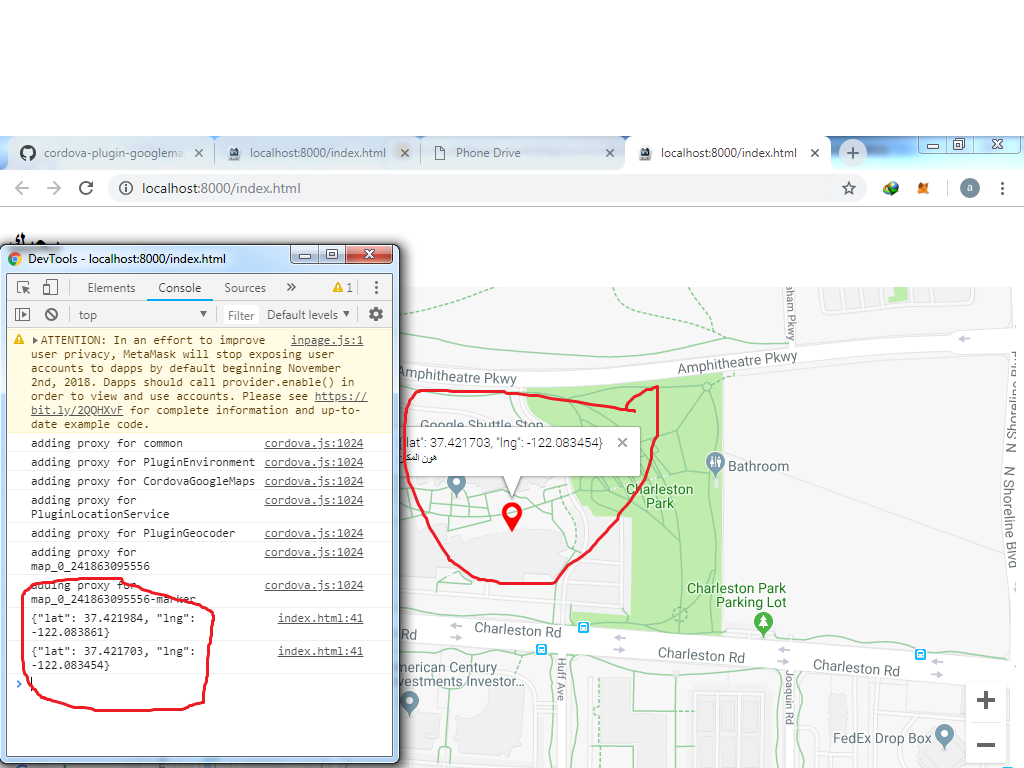 cordova-plugin-googlema
localhost:8000/index.html
Phone Drive
localhost:8000/index.html
localhost:8000/index.html
a
DevTools - localhost:8000/index.html
Elements
Console
Sources
»
1
top
Filter
Default levels
ATTENTION: In an effort to improve inpage.js:1
user privacy, MetaMask will stop exposing user
accounts to dapps by default beginning November
2nd, 2018. Dapps should call provider.enable() in
order to view and use accounts. Please see https://
bit.ly/2QQHXvF for complete information and up-to-
date example code.
adding proxy for common cordova.js:1024
adding proxy for PluginEnvironment cordova.js:1024
adding proxy for CordovaGoogleMaps cordova.js:1024
adding proxy for cordova.js:1024
PluginLocationService
adding proxy for PluginGeocoder cordova.js:1024
adding proxy for cordova.js:1024
map_0_241863095556
adding proxy for cordova.js:1024
map_0_241863095556-marker
{"lat": 37.421984, "lng": index.html:41
-122.083861}
{"lat": 37.421703, "lng": index.html:41
-122.083454}
>
aham Pkwy
Amphitheatre Pkwy
Amphitheatre Pkwy
Google Shuttle Stop
{"lat": 37.421703, "lng": -122.083454}
هون المكان
Bathroom
Charleston
Park
N Shoreline Blvd
N Shoreline
Charleston Park
Parking Lot
Rd
Charleston Rd
Charleston Rd
Charleston Rd
merican Century
vestments Investor...
Huff Ave
Joaquin Rd
FedEx Drop Box
+
−